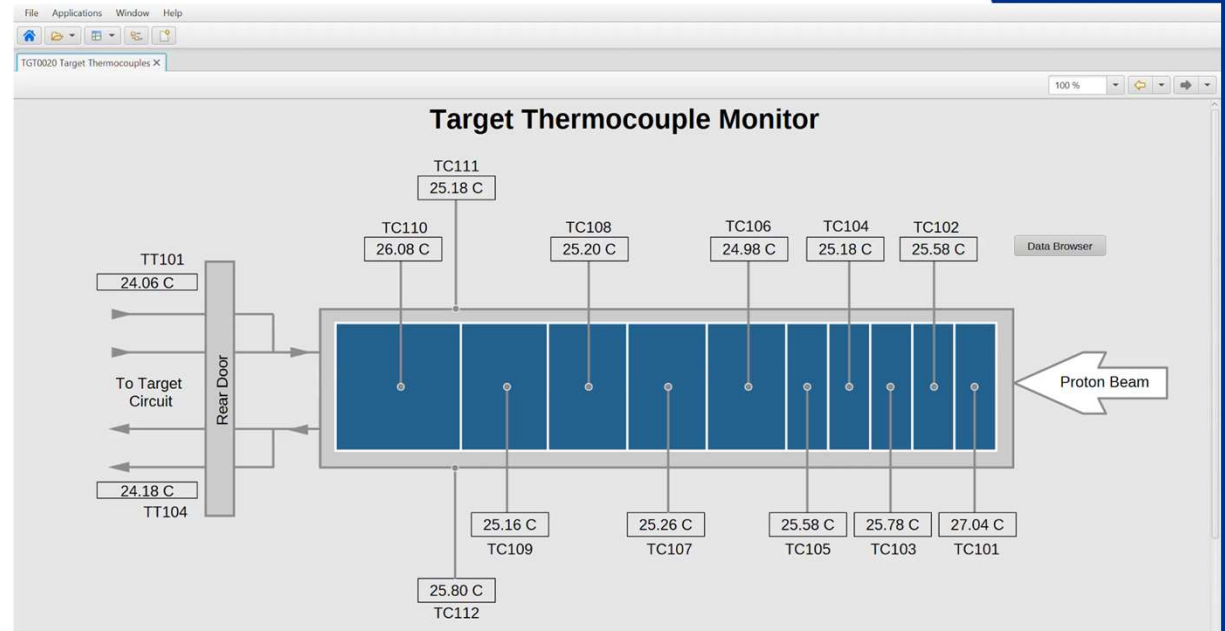 File Applications Window Help
TGT0020 Target Thermocouples
100 %
Target Thermocouple Monitor
TC111
25.18 C
TC110 TC108 TC106 TC104 TC102
26.08 C 25.20 C 24.98 C 25.18 C 25.58 C
Data Browser
TT101
24.06 C
Rear Door
To Target
Circuit
Proton Beam
24.18 C
TT104
25.16 C 25.26 C 25.58 C 25.78 C 27.04 C
TC109 TC107 TC105 TC103 TC101
25.80 C
TC112